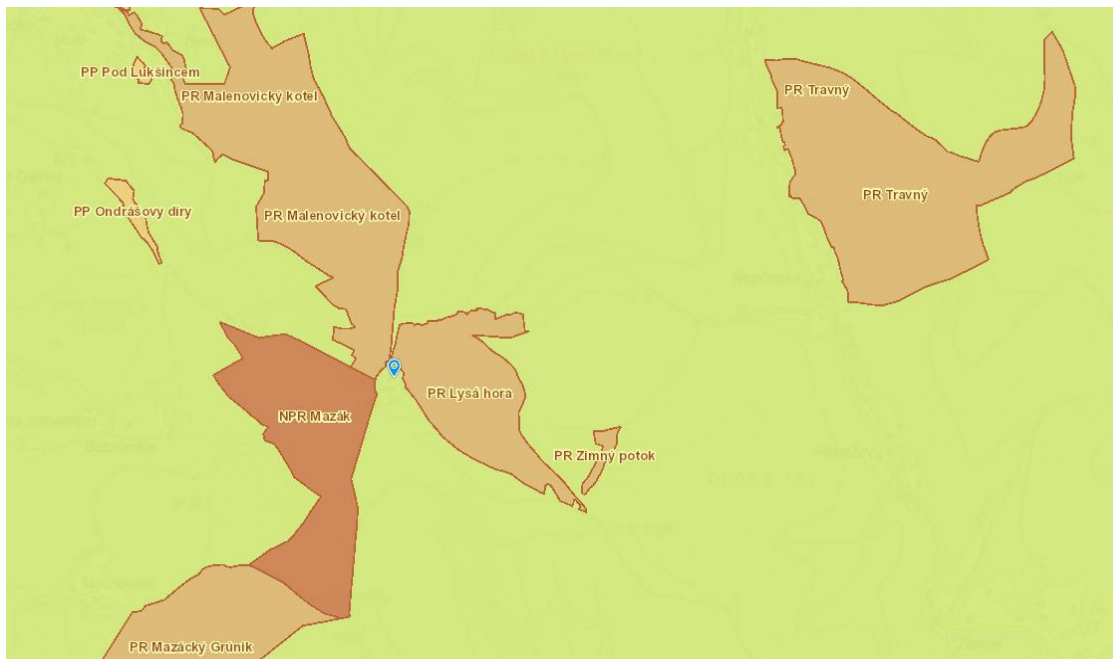 PP Pod Lukšincem
PR Malenovický kotel
PR Travný
PR Travný
PP Ondrášovy díry
PR Malenovický kotel
PR Lysá hora
NPR Mazák
PR Zimný potok
PR Mazácký Grúnik